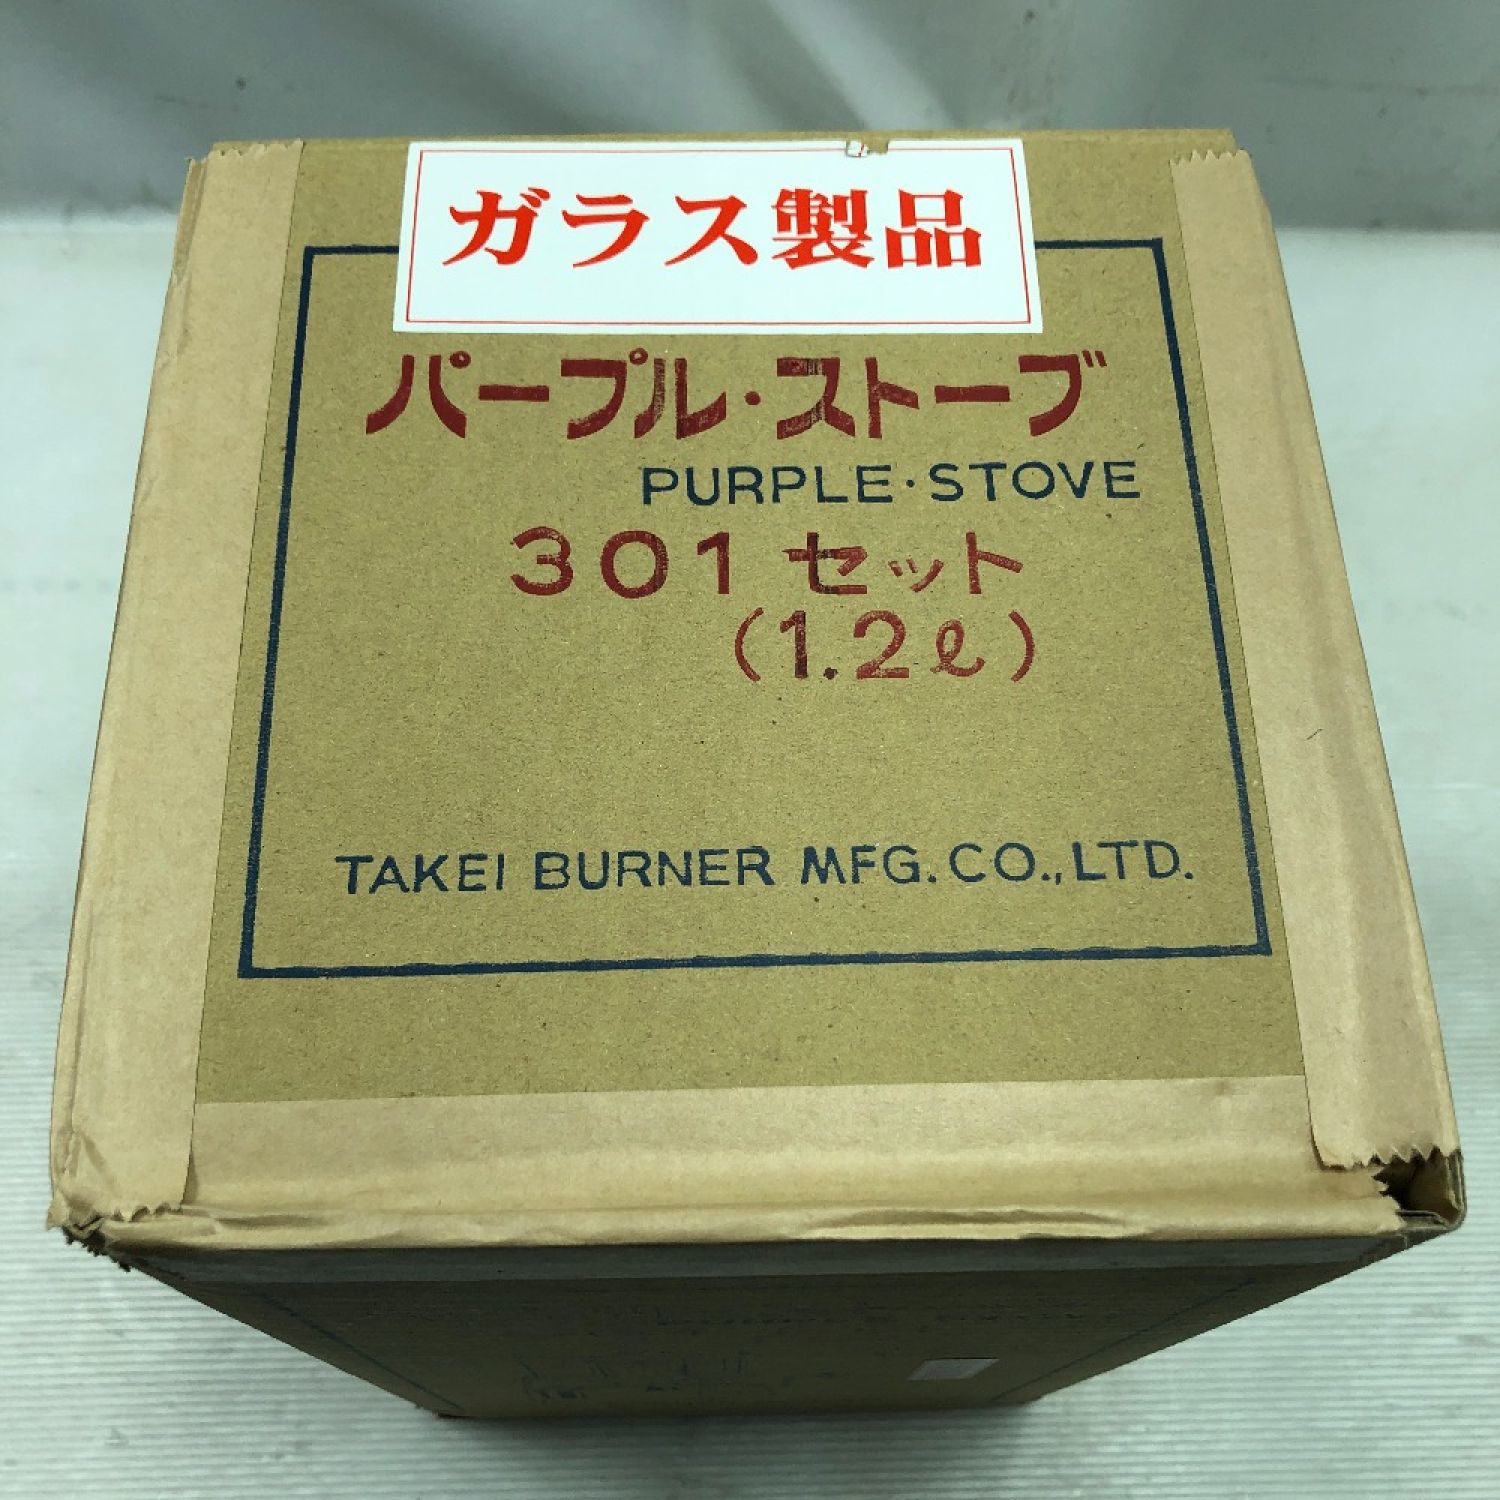 ガラス製品
パープル・ストーブ
PURPLE・STOVE
301セット
(1.2ℓ)
TAKEI BURNER MFG. CO., LTD.